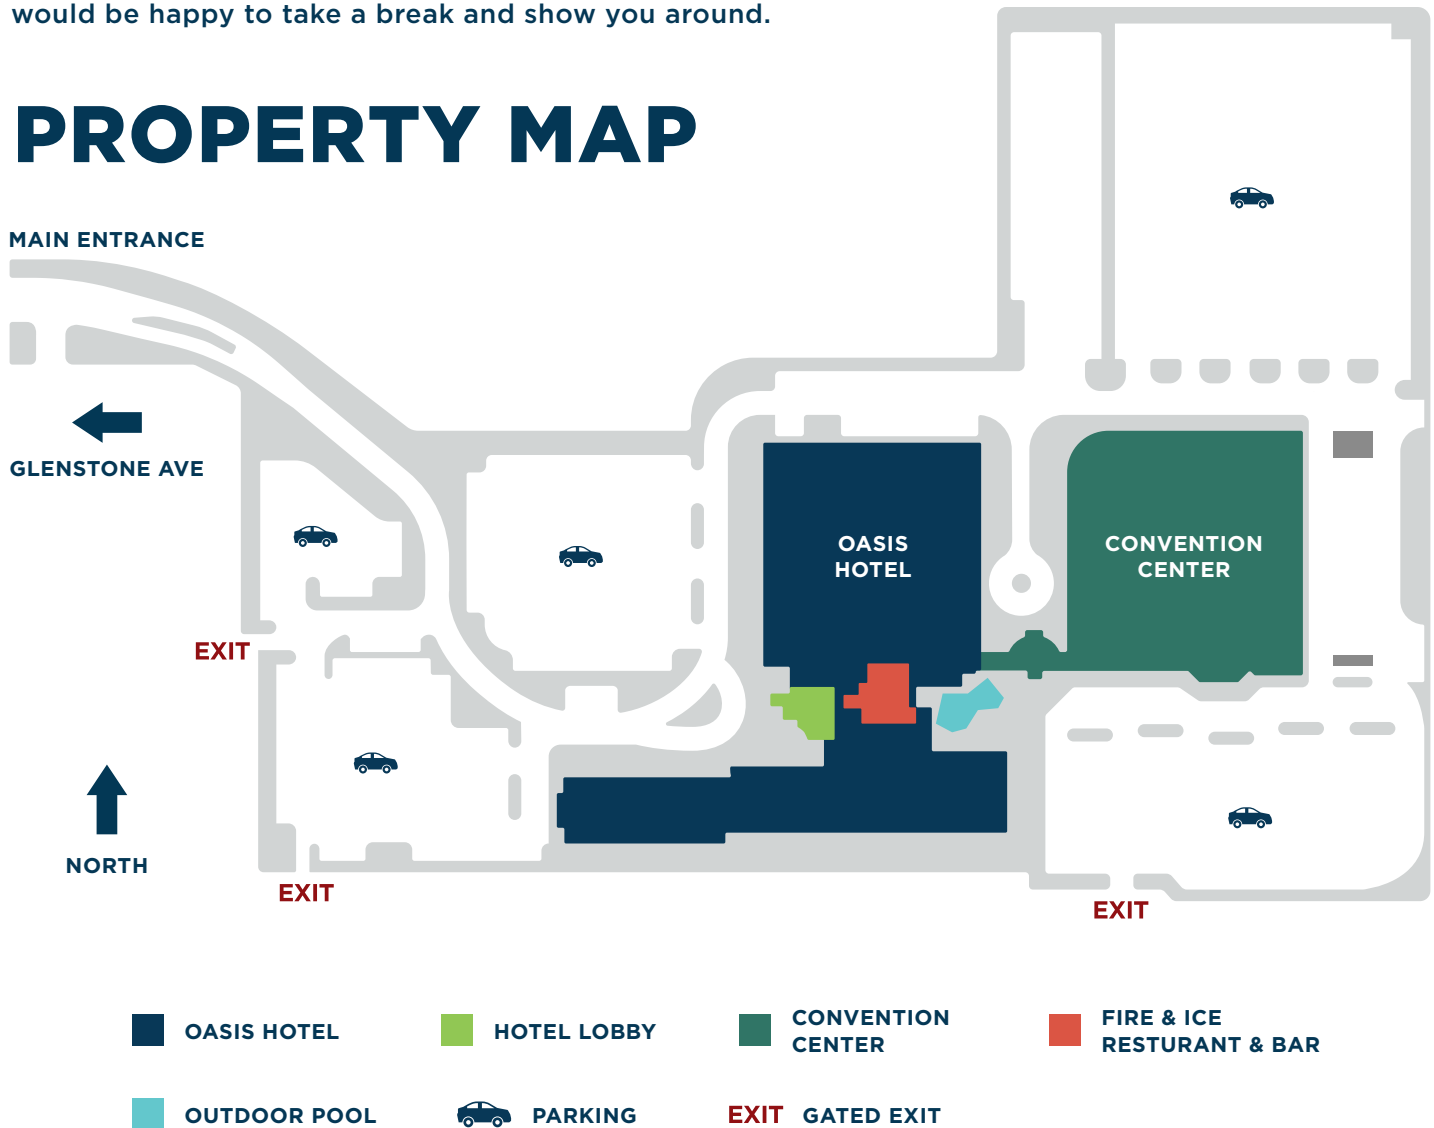 would be happy to take a break and show you around.
PROPERTY MAP
MAIN ENTRANCE
GLENSTONE AVE
OASIS
HOTEL
CONVENTION
CENTER
EXIT
NORTH
EXIT
EXIT
OASIS HOTEL
HOTEL LOBBY
CONVENTION
CENTER
FIRE & ICE
RESTURANT & BAR
OUTDOOR POOL
PARKING
EXIT GATED EXIT